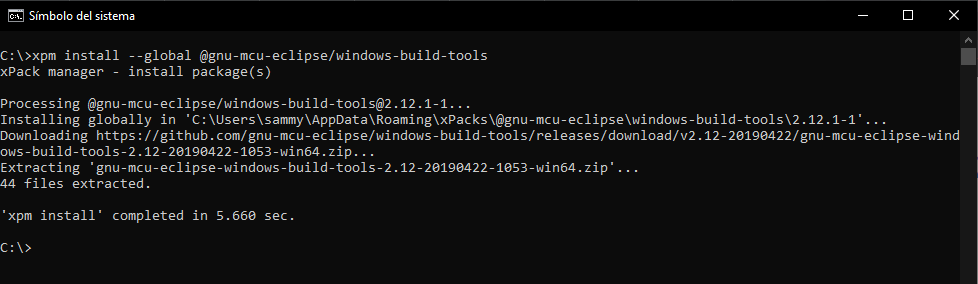 Símbolo del sistema
C:\>xpm install --global @gnu-mcu-eclipse/windows-build-tools
xPack manager - install package(s)
Processing @gnu-mcu-eclipse/windows-build-tools@2.12.1-1...
Installing globally in 'C:\Users\sammy\AppData\Roaming\xPacks\@gnu-mcu-eclipse\windows-build-tools\2.12.1-1'...
Downloading https://github.com/gnu-mcu-eclipse/windows-build-tools/releases/download/v2.12-20190422/gnu-mcu-eclipse-wind
ows-build-tools-2.12-20190422-1053-win64.zip...
Extracting 'gnu-mcu-eclipse-windows-build-tools-2.12-20190422-1053-win64.zip'...
44 files extracted.
'xpm install' completed in 5.660 sec.
C:\>